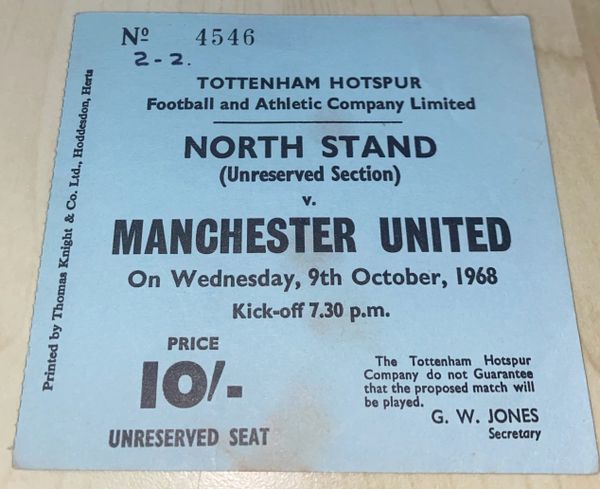 Nº 4546
2-2.
TOTTENHAM HOTSPUR
Football and Athletic Company Limited
NORTH STAND
(Unreserved Section)
v.
MANCHESTER UNITED
On Wednesday, 9th October, 1968
Kick-off 7.30 p.m.
PRICE
10/-
UNRESERVED SEAT
The Tottenham Hotspur
Company do not Guarantee
that the proposed match will
be played.
G. W. JONES
Secretary
Printed by Thomas Knight & Co. Ltd., Hoddesdon, Herts